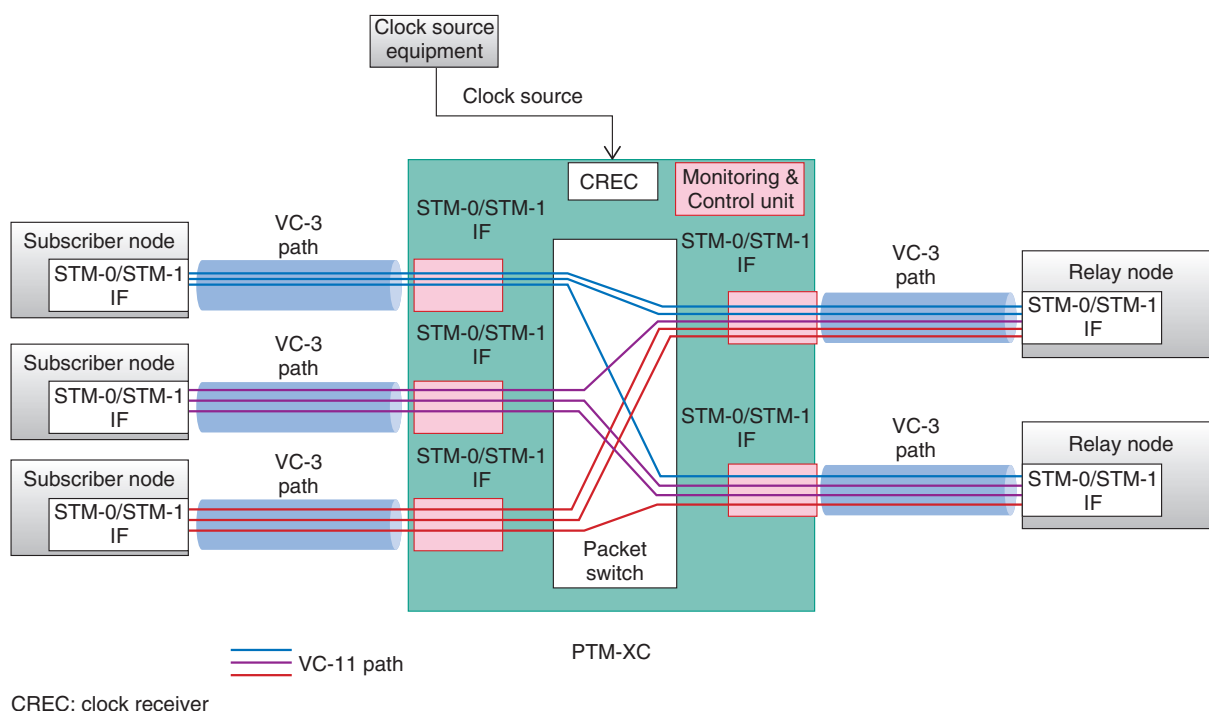 Clock source
equipment
Clock source
CREC
Monitoring &
Control unit
STM-0/STM-1
IF
VC-3
path
Subscriber node
STM-0/STM-1
IF
STM-0/STM-1
IF
VC-3
path
Relay node
STM-0/STM-1
IF
STM-0/STM-1
IF
VC-3
path
Subscriber node
STM-0/STM-1
IF
STM-0/STM-1
IF
VC-3
path
Relay node
STM-0/STM-1
IF
STM-0/STM-1
IF
VC-3
path
Subscriber node
STM-0/STM-1
IF
Packet
switch
PTM-XC
VC-11 path
CREC: clock receiver